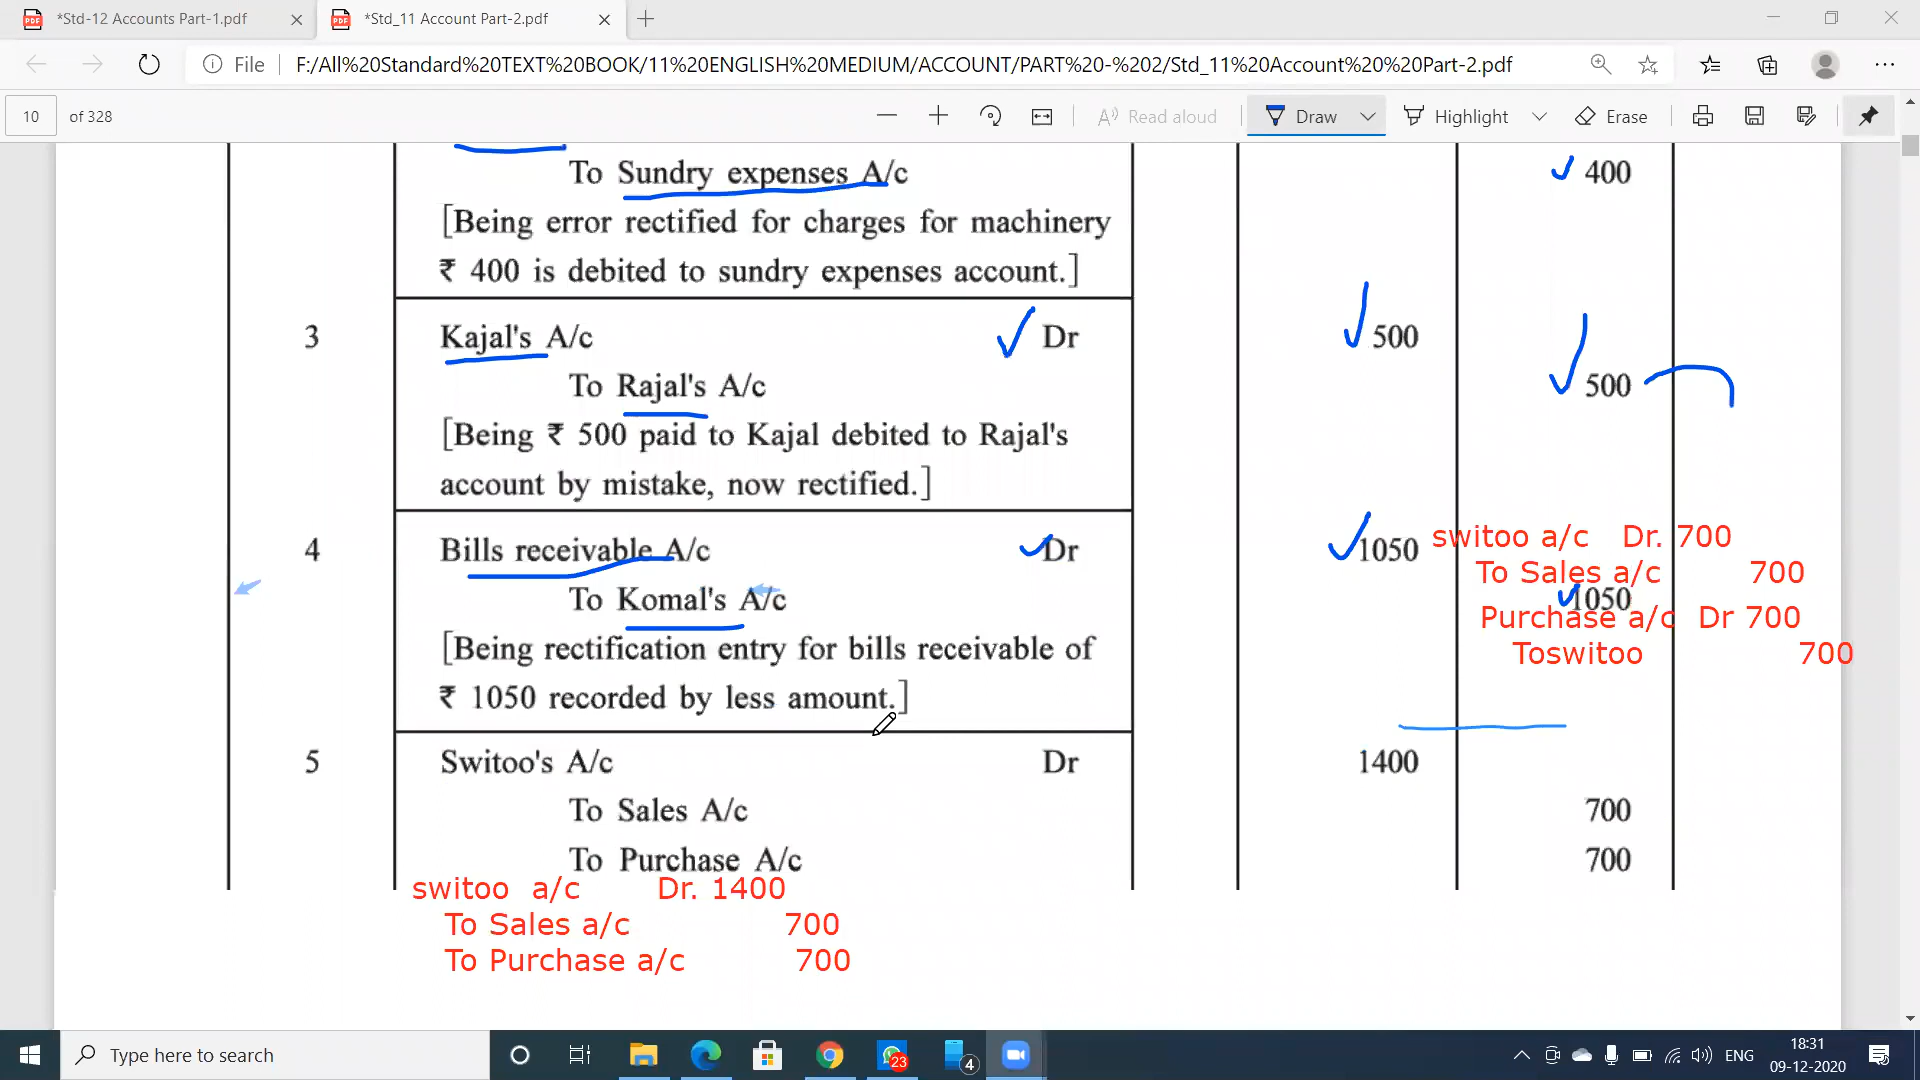 *Std-12 Accounts Part-1.pdf
*Std_11 Account Part-2.pdf
File
F:/All%20Standard%20TEXT%20BOOK/11%20ENGLISH%20MEDIUM/ACCOUNT/PART%20-%202/Std_11%20Account%20%20Part-2.pdf
10 of 328
Read aloud
Draw
Highlight
Erase
To Sundry expenses A/c 400
[Being error rectified for charges for machinery
₹ 400 is debited to sundry expenses account.]
3 Kajal's A/c Dr 500
To Rajal's A/c 500
[Being ₹ 500 paid to Kajal debited to Rajal's
account by mistake, now rectified.]
4 Bills receivable A/c Dr 1050
To Komal's A/c 1050
[Being rectification entry for bills receivable of
₹ 1050 recorded by less amount.]
switoo a/c Dr. 700
To Sales a/c 700
Purchase a/c Dr 700
Toswitoo 700
5 Switoo's A/c Dr 1400
To Sales A/c 700
To Purchase A/c 700
switoo a/c Dr. 1400
To Sales a/c 700
To Purchase a/c 700
Type here to search
23
4
ENG
18:31
09-12-2020